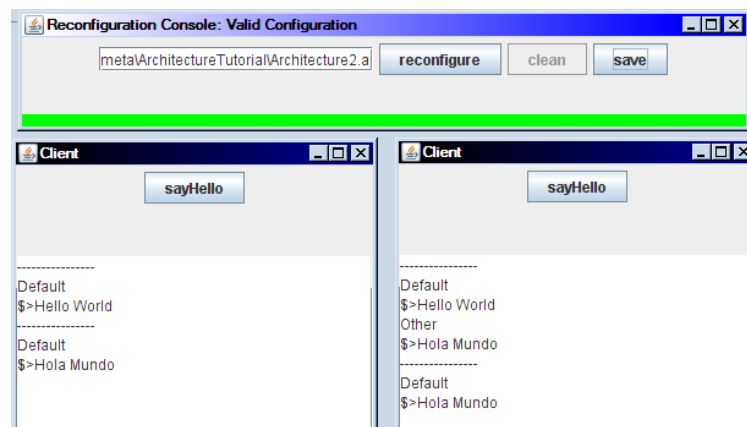 Reconfiguration Console: Valid Configuration
meta\ArchitectureTutorial\Architecture2.a
reconfigure
clean
save
Client
sayHello
---------------
Default
$>Hello World
---------------
Default
$>Hola Mundo
Client
sayHello
---------------
Default
$>Hello World
Other
$>Hola Mundo
---------------
Default
$>Hola Mundo